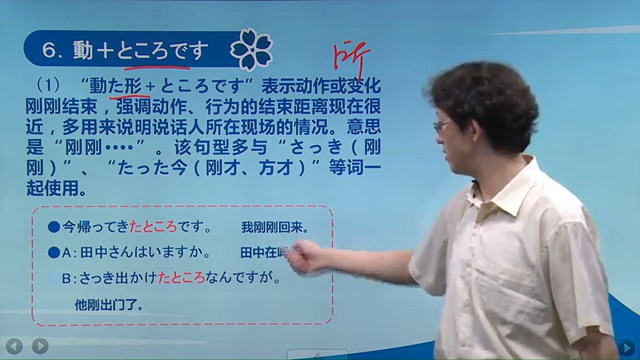 6. 動＋ところです
所
（1）“動た形＋ところです”表示动作或变化
刚刚结束，强调动作、行为的结束距离现在很
近，多用来说明说话人所在现场的情况。意思
是“刚刚····”。该句型多与“さっき（刚
刚）”、“たった今（刚才、方才）”等词一
起使用。
●今帰ってきたところです。 我刚刚回来。
●A：田中さんはいますか。 田中在
B：さっき出かけたところなんですが。
他刚出门了。